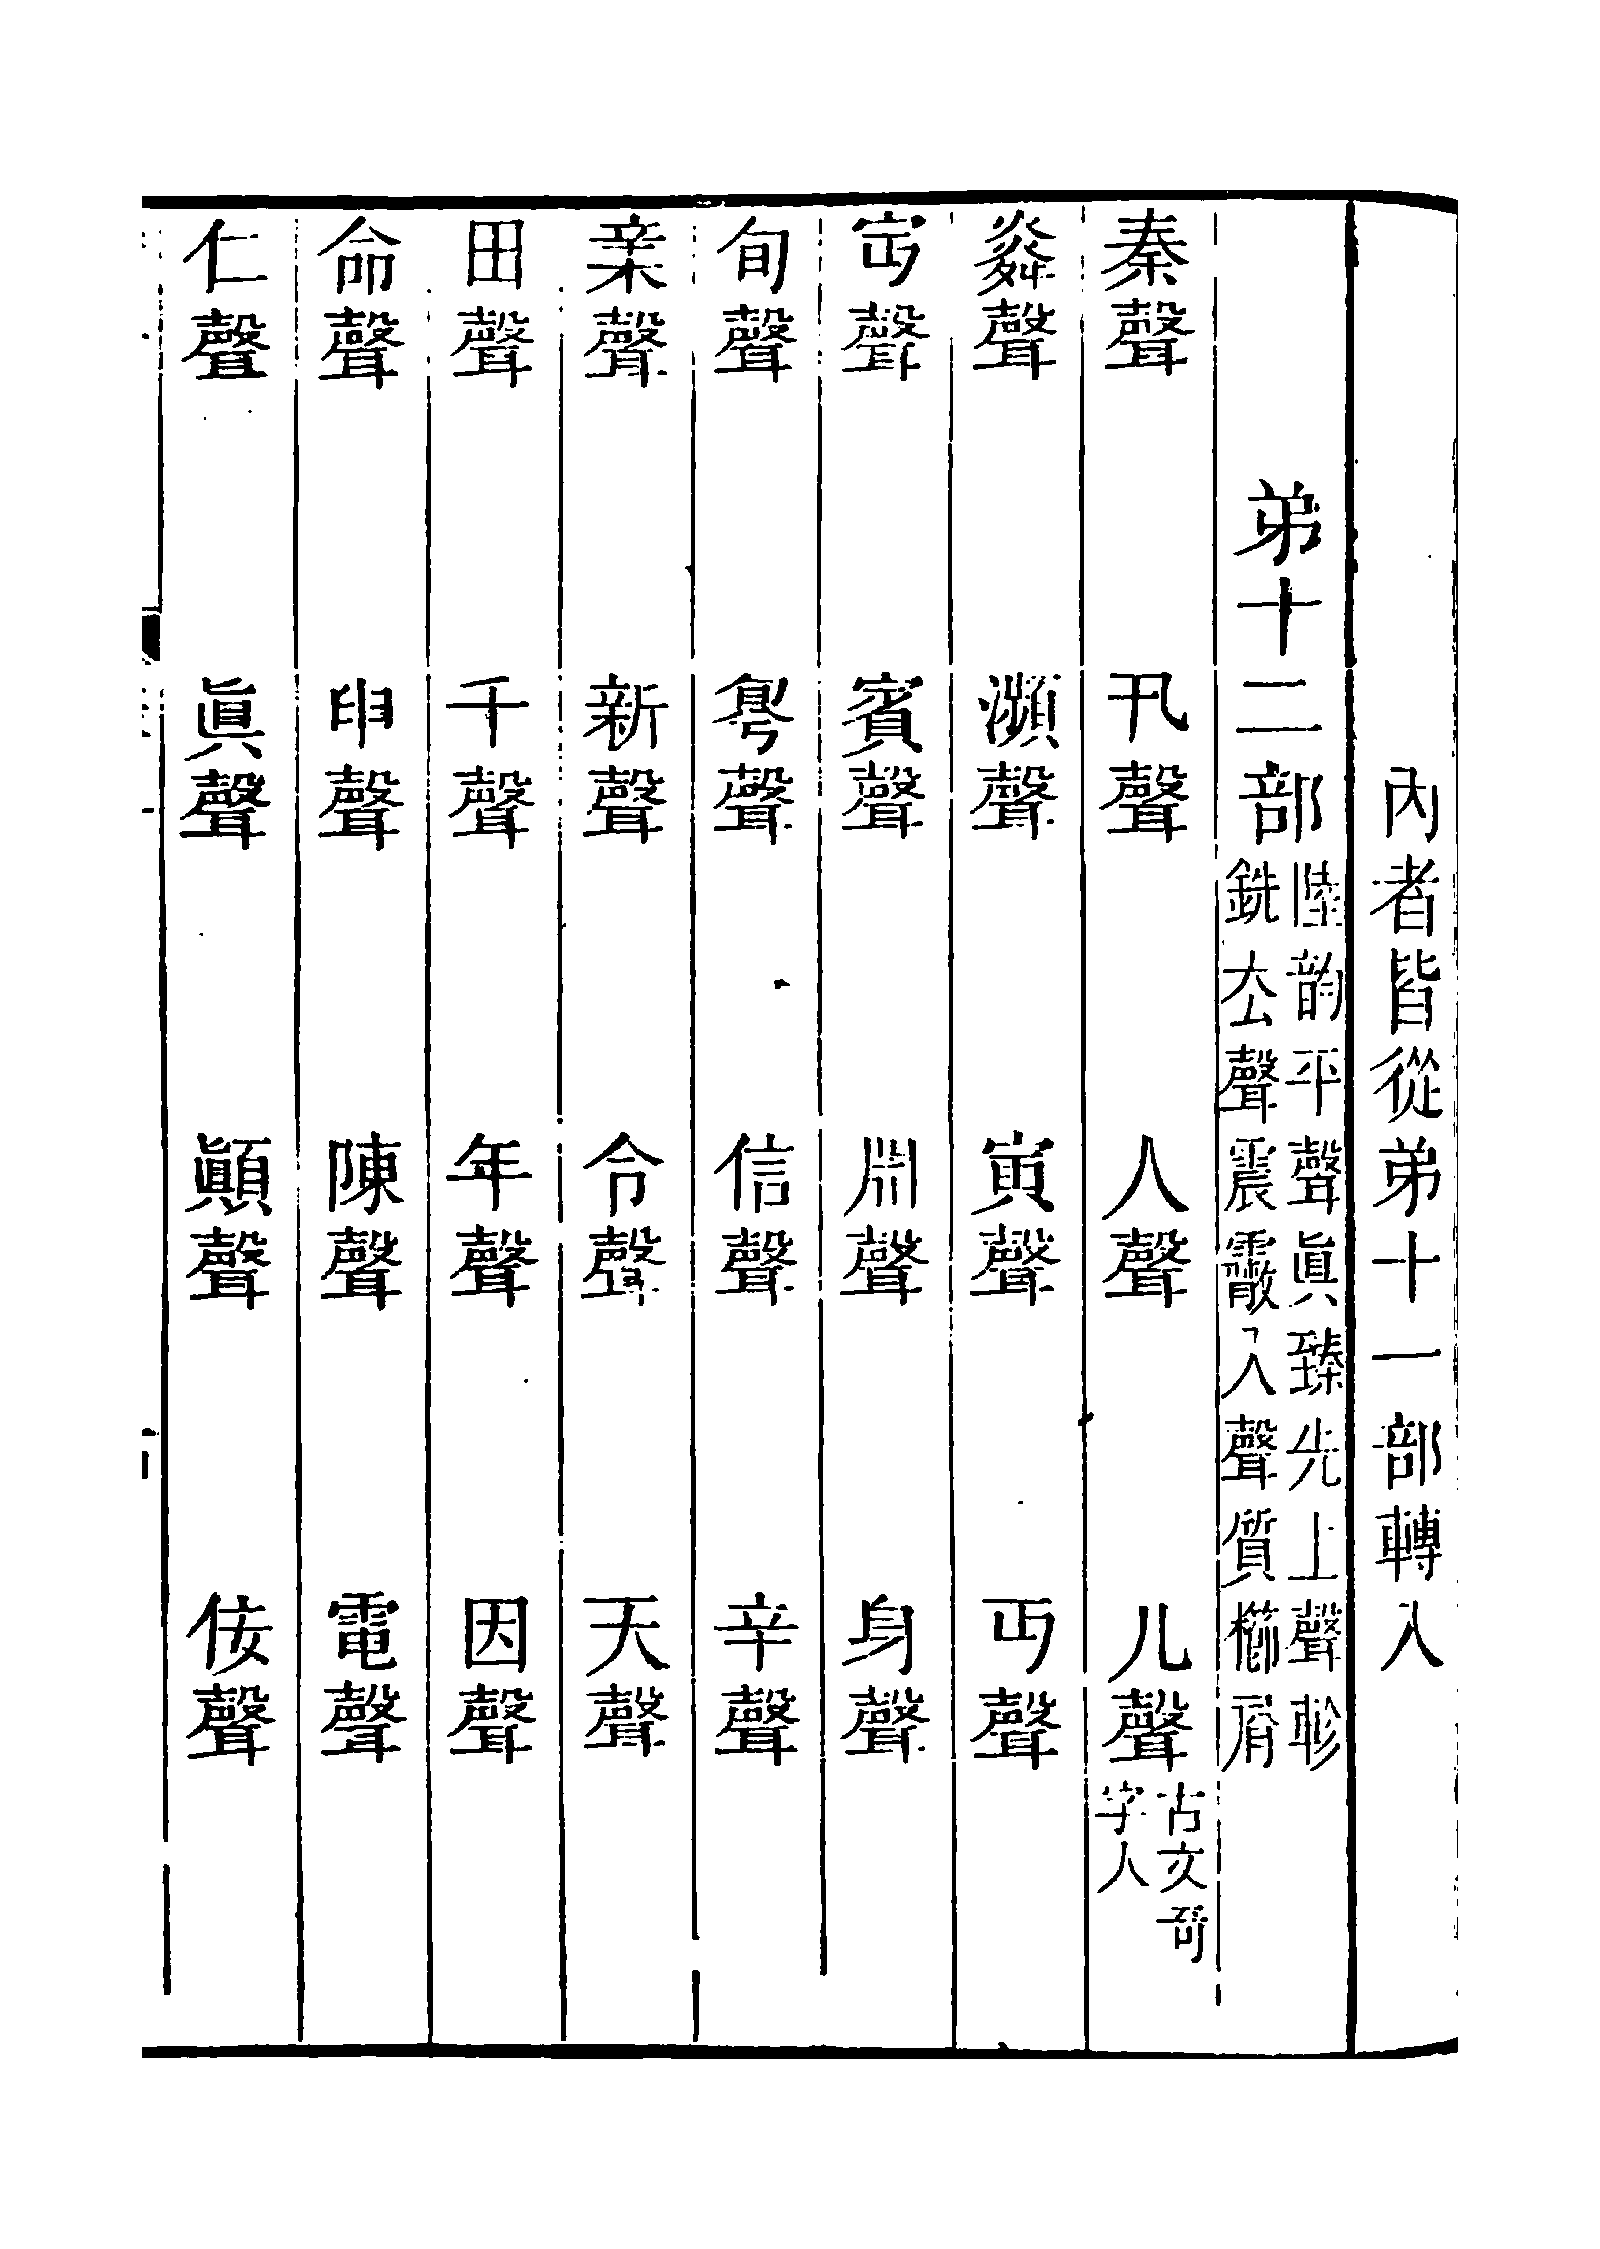 內者皆從弟十一部轉入
弟十二部 陸韵平聲眞臻先上聲軫
銑厺聲震霰入聲質櫛屑
秦聲 卂聲 人聲 儿聲 古文奇
字人
㷠聲 瀕聲 寅聲 丏聲
𡧍聲 賓聲 𣶒聲 身聲
旬聲 聲 信聲 辛聲
亲聲 新聲 令聲 天聲
田聲 千聲 年聲 因聲
命聲 申聲 陳聲 電聲
仁聲 眞聲 顚聲 佞聲